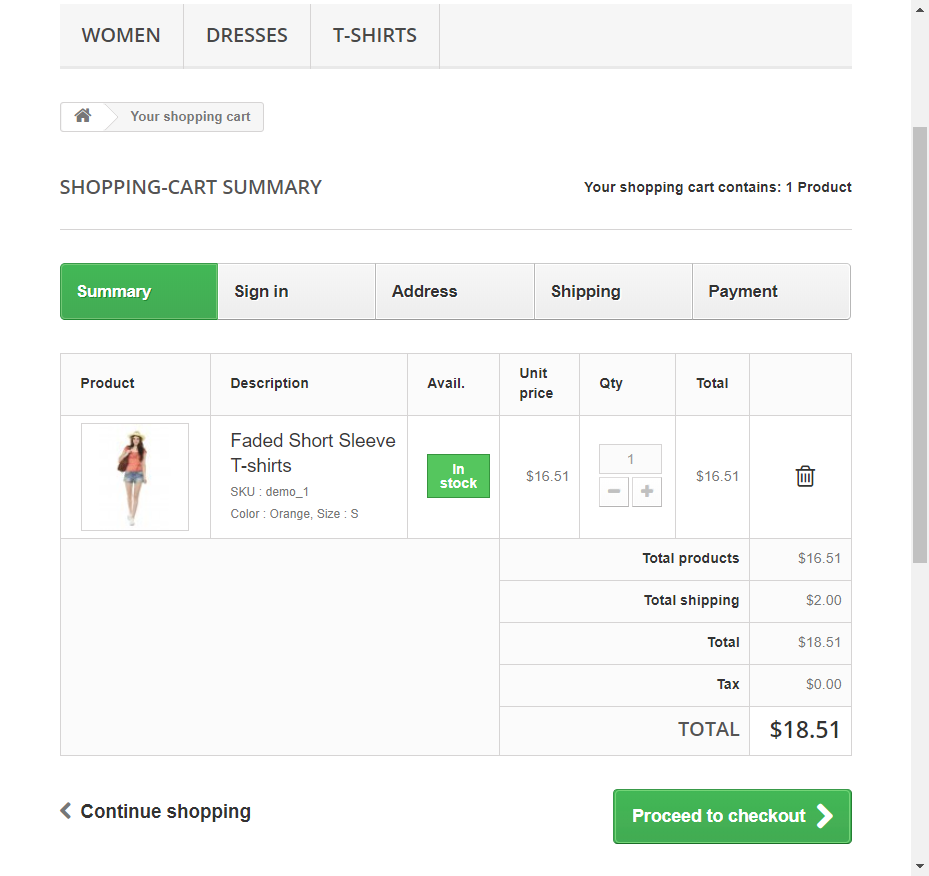 WOMEN DRESSES T-SHIRTS
Your shopping cart
SHOPPING-CART SUMMARY
Your shopping cart contains: 1 Product
Summary Sign in Address Shipping Payment
Product Description Avail. Unit price Qty Total
Faded Short Sleeve
T-shirts
SKU : demo_1
Color : Orange, Size : S
In
stock
$16.51
1
$16.51
Total products $16.51
Total shipping $2.00
Total $18.51
Tax $0.00
TOTAL $18.51
Continue shopping
Proceed to checkout